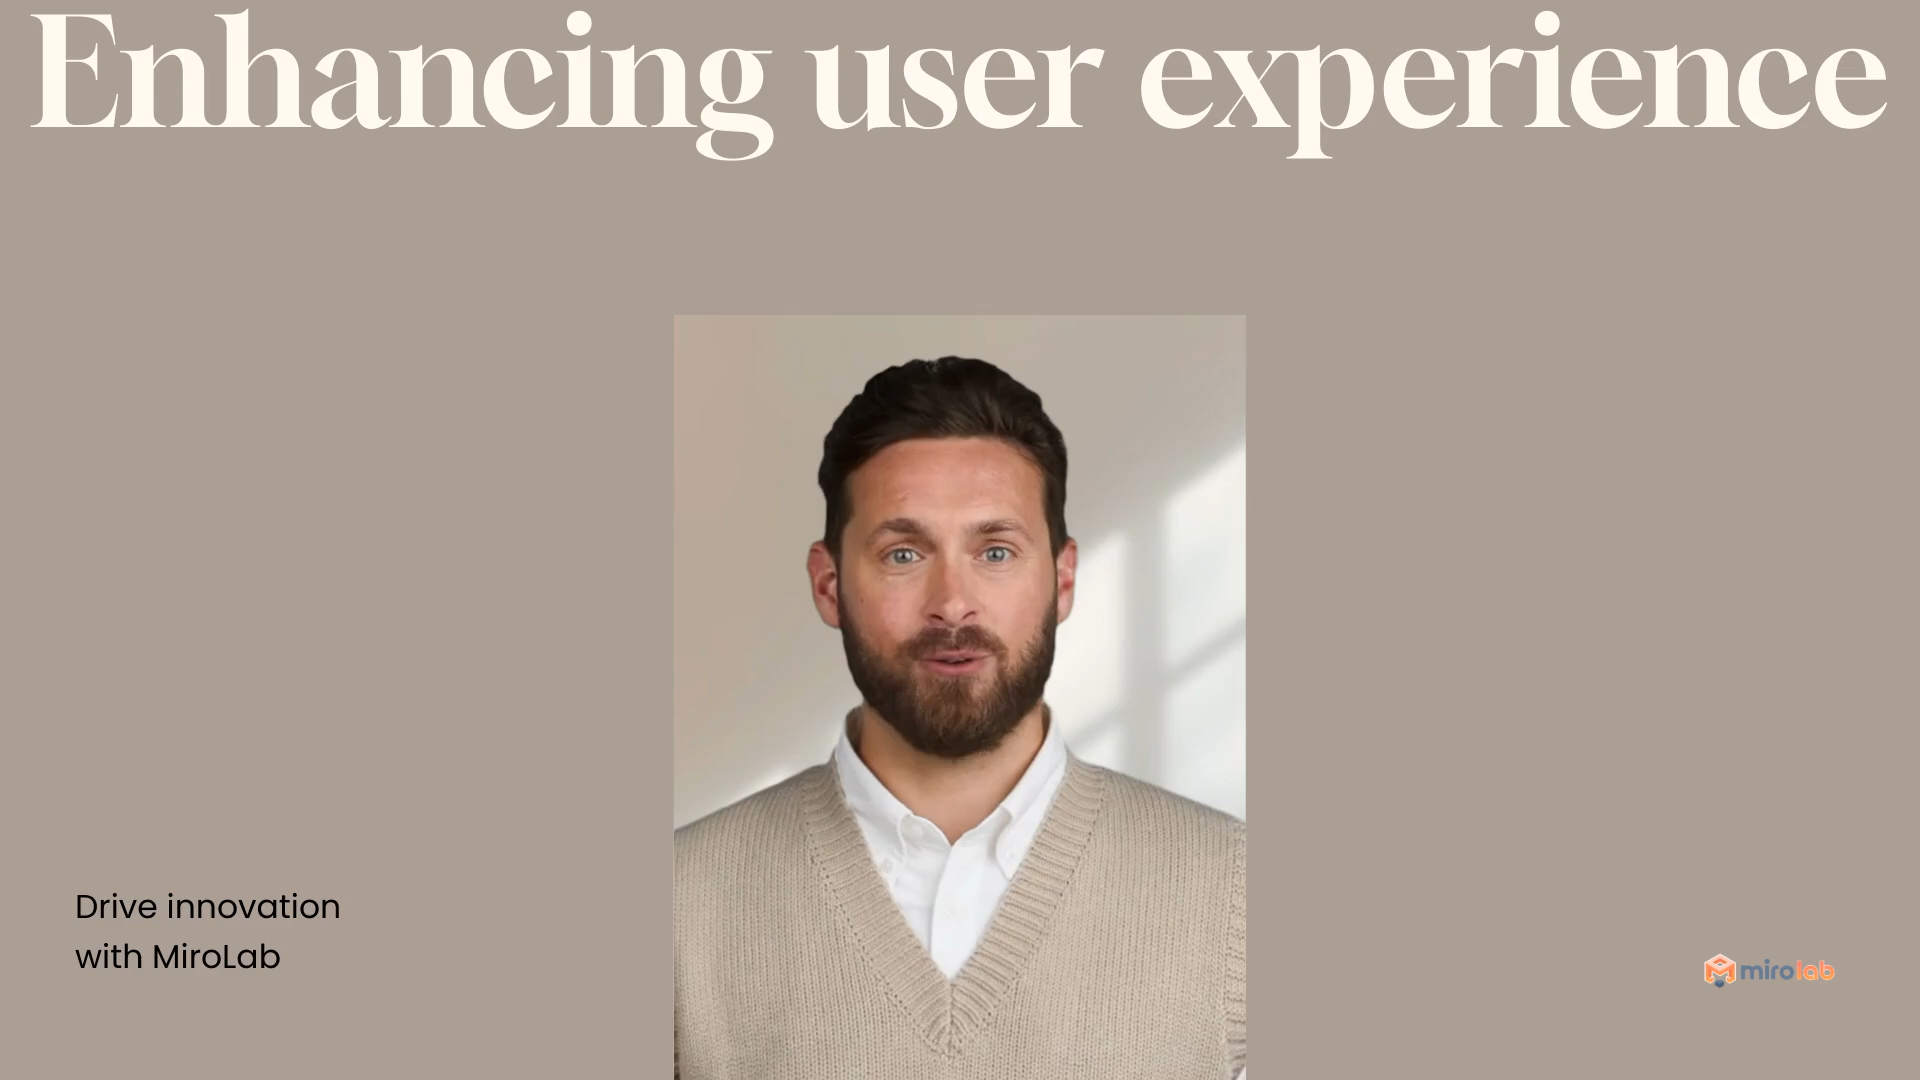 Enhancing user experience
Drive innovation
with MiroLab
mirolab